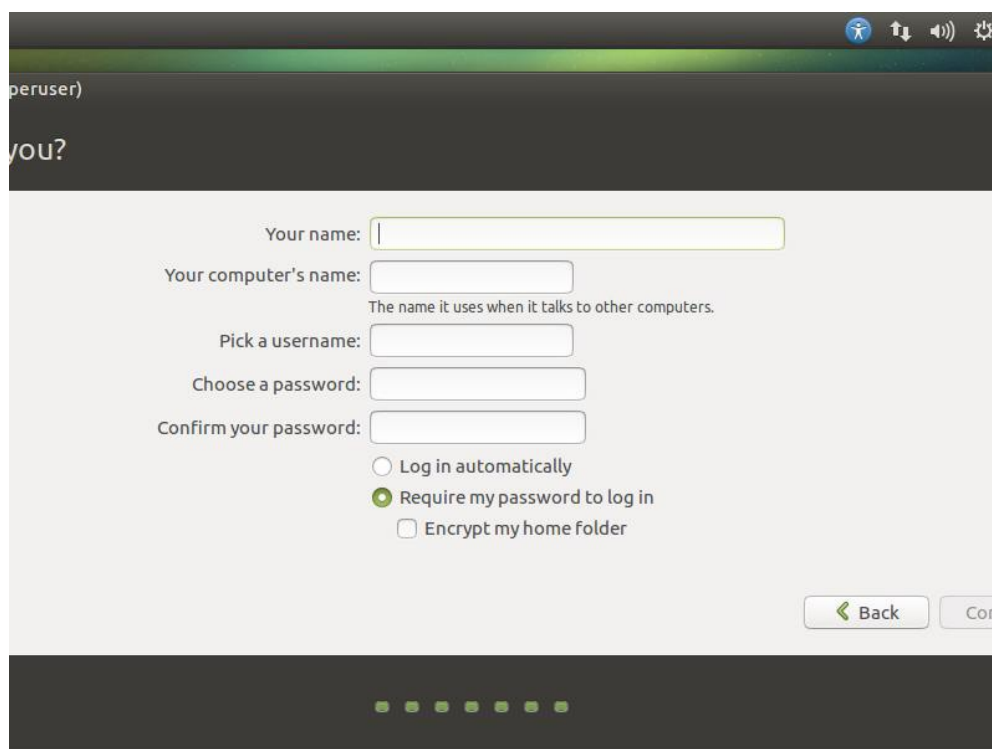 peruser)
you?
Your name:
Your computer's name:
The name it uses when it talks to other computers.
Pick a username:
Choose a password:
Confirm your password:
Log in automatically
Require my password to log in
Encrypt my home folder
Back Con